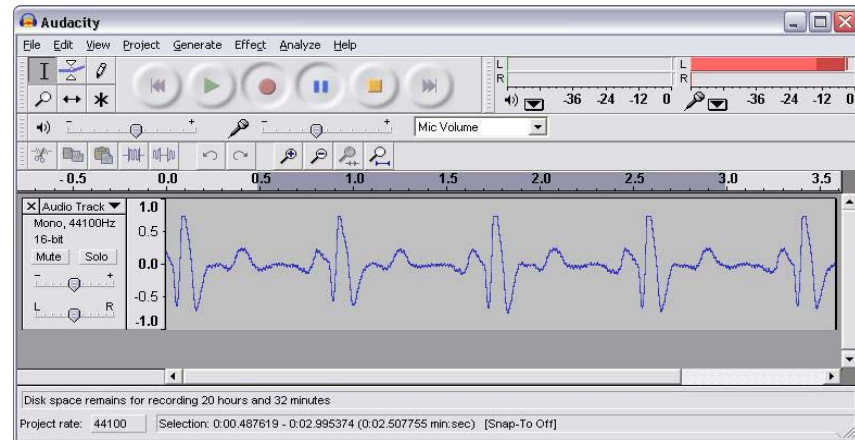 Audacity
File Edit View Project Generate Effect Analyze Help
L
R
-36 -24 -12 0
L
R
-36 -24 -12 0
- + - + Mic Volume
-0.5 0.0 0.5 1.0 1.5 2.0 2.5 3.0 3.5
X Audio Track
Mono, 44100Hz
16-bit
Mute Solo
- +
L R
1.0
0.5
0.0
-0.5
-1.0
Disk space remains for recording 20 hours and 32 minutes
Project rate: 44100 Selection: 0:00.487619 - 0:02.995374 (0:02.507755 min:sec) [Snap-To Off]